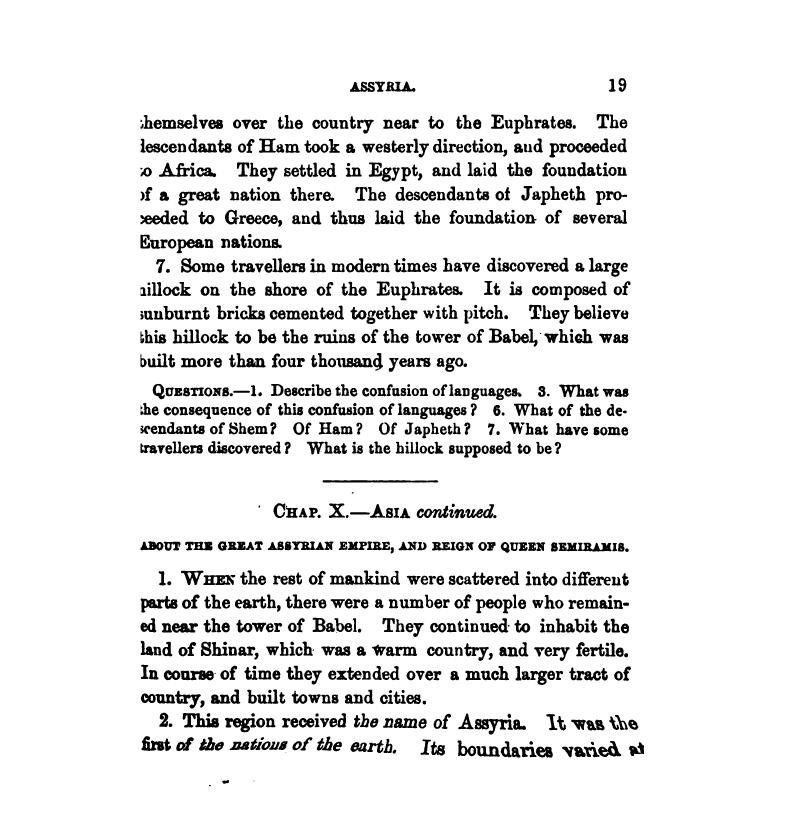 ASSYRIA. 19
themselves over the country near to the Euphrates. The
descendants of Ham took a westerly direction, and proceeded
to Africa. They settled in Egypt, and laid the foundation
of a great nation there. The descendants of Japheth pro-
ceeded to Greece, and thus laid the foundation of several
European nations.
7. Some travellers in modern times have discovered a large
hillock on the shore of the Euphrates. It is composed of
sunburnt bricks cemented together with pitch. They believe
this hillock to be the ruins of the tower of Babel, which was
built more than four thousand years ago.
QUESTIONS.—1. Describe the confusion of languages. 3. What was
the consequence of this confusion of languages? 6. What of the de-
scendants of Shem? Of Ham? Of Japheth? 7. What have some
travellers discovered? What is the hillock supposed to be?
CHAP. X.—ASIA continued.
ABOUT THE GREAT ASSYRIAN EMPIRE, AND REIGN OF QUEEN SEMIRAMIS.
1. WHEN the rest of mankind were scattered into different
parts of the earth, there were a number of people who remain-
ed near the tower of Babel. They continued to inhabit the
land of Shinar, which was a warm country, and very fertile.
In course of time they extended over a much larger tract of
country, and built towns and cities.
2. This region received the name of Assyria. It was the
first of the nations of the earth. Its boundaries varied at